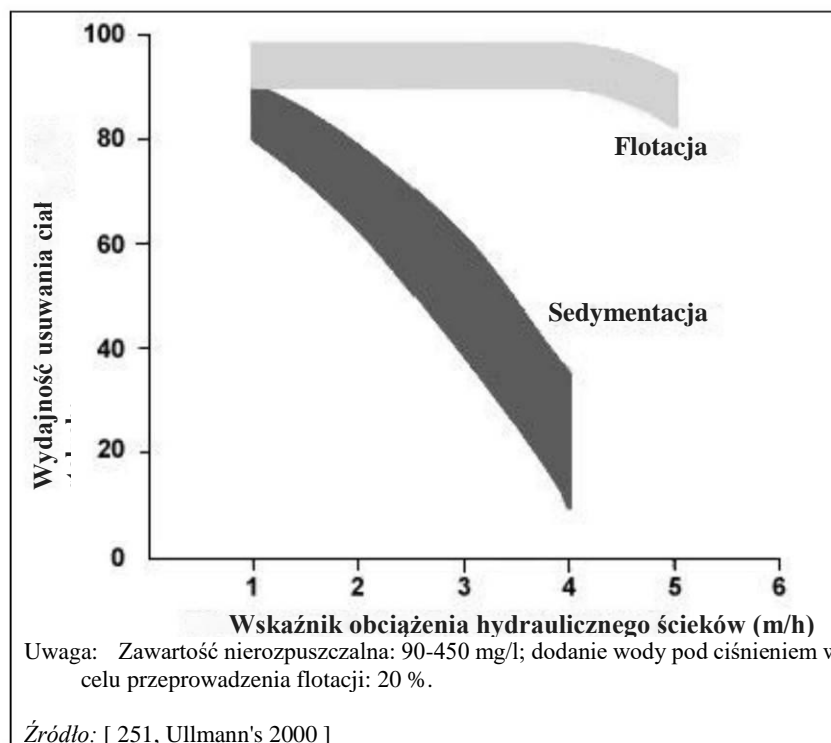 100
80
60
40
20
0
1 2 3 4 5 6
Wydajność usuwania ciał
Flotacja
Sedymentacja
Wskaźnik obciążenia hydraulicznego ścieków (m/h)
Uwaga: Zawartość nierozpuszczalna: 90-450 mg/l; dodanie wody pod ciśnieniem w
celu przeprowadzenia flotacji: 20 %.
Źródło: [ 251, Ullmann's 2000 ]